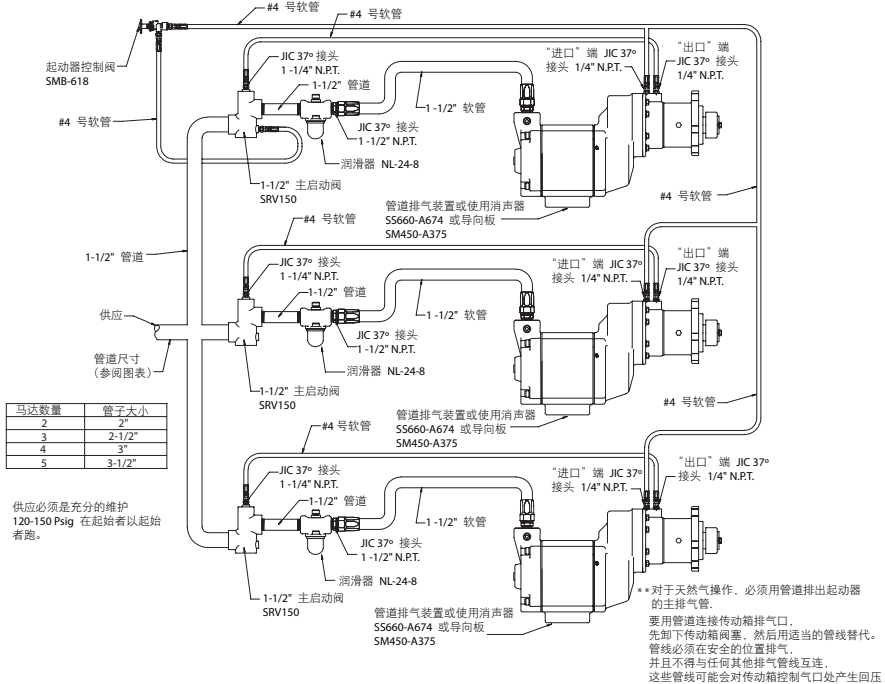 #4 号软管
#4 号软管
起动器控制阀
SMB-618
JIC 37º 接头
1 -1/4" N.P.T.
1-1/2" 管道
"进口" 端 JIC 37º
接头 1/4" N.P.T.
"出口" 端
JIC 37º 接头
1/4" N.P.T.
#4 号软管
1 -1/2" 软管
JIC 37º 接头
1 -1/2" N.P.T.
润滑器 NL-24-8
1-1/2" 主启动阀
SRV150
管道排气装置或使用消声器
SS660-A674 或导向板
SM450-A375
#4 号软管
#4 号软管
1-1/2" 管道
JIC 37º 接头
1 -1/4" N.P.T.
1-1/2" 管道
"进口" 端 JIC 37º
接头 1/4" N.P.T.
"出口" 端
JIC 37º 接头
1/4" N.P.T.
1 -1/2" 软管
供应
JIC 37º 接头
1 -1/2" N.P.T.
管道尺寸
(参阅图表)
润滑器 NL-24-8
1-1/2" 主启动阀
SRV150
管道排气装置或使用消声器
SS660-A674 或导向板
SM450-A375
#4 号软管
马达数量 管子大小
2 2"
3 2-1/2"
4 3"
5 3-1/2"
#4 号软管
JIC 37º 接头
1 -1/4" N.P.T.
1-1/2" 管道
"进口" 端 JIC 37º
接头 1/4" N.P.T.
"出口" 端 JIC 37º
接头 1/4" N.P.T.
供应必须是充分的维护
120-150 Psig 在起始者以起始
者跑。
1 -1/2" 软管
JIC 37º 接头
1 -1/2" N.P.T.
润滑器 NL-24-8
1-1/2" 主启动阀
SRV150
管道排气装置或使用消声器
SS660-A674 或导向板
SM450-A375
**对于天然气操作，必须用管道排出起动器
的主排气管.
要用管道连接传动箱排气口，
先卸下传动箱阀塞，然后用适当的管线替代。
管线必须在安全的位置排气，
并且不得与任何其他排气管线互连，
这些管线可能会对传动箱控制气口处产生回压